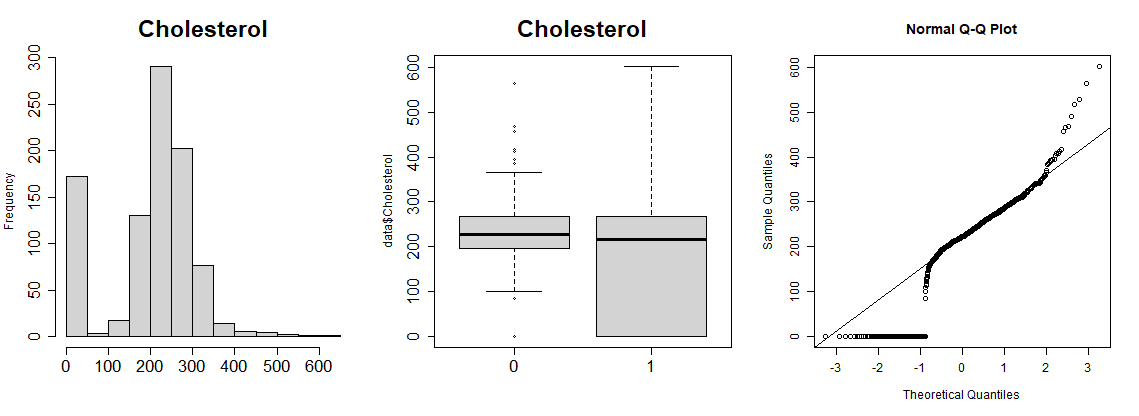 Cholesterol
Frequency
300
250
200
150
100
50
0
0 100 200 300 400 500 600
Cholesterol
data$Cholesterol
600
500
400
300
200
100
0
0 1
Normal Q-Q Plot
Sample Quantiles
600
500
400
300
200
100
0
-3 -2 -1 0 1 2 3
Theoretical Quantiles